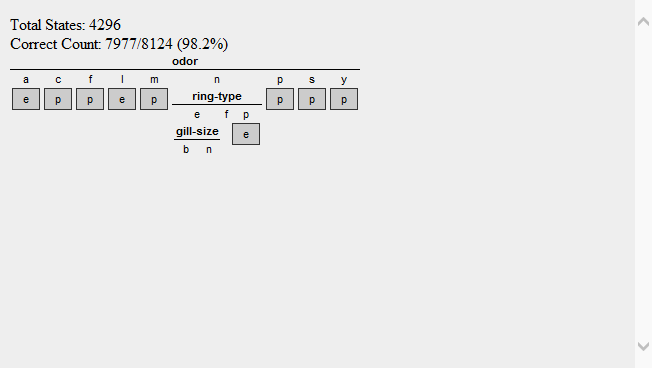 Total States: 4296
Correct Count: 7977/8124 (98.2%)
odor
a c f l m n p s y
e p p e p ring-type p p p
e f p
gill-size e
b n